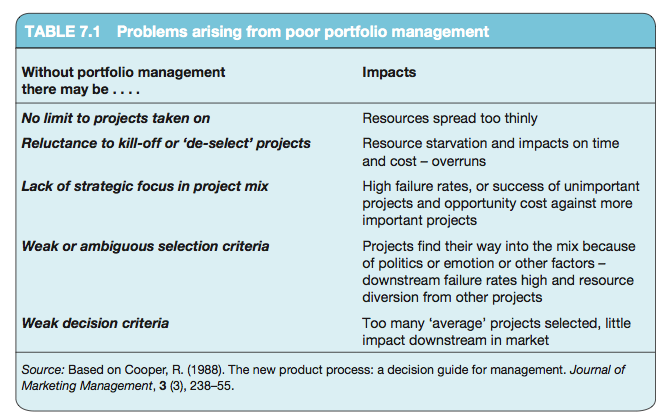 TABLE 7.1 Problems arising from poor portfolio management
Without portfolio management
there may be . . . .
Impacts
No limit to projects taken on
Resources spread too thinly
Reluctance to kill-off or ‘de-select’ projects
Resource starvation and impacts on time
and cost – overruns
Lack of strategic focus in project mix
High failure rates, or success of unimportant
projects and opportunity cost against more
important projects
Weak or ambiguous selection criteria
Projects find their way into the mix because
of politics or emotion or other factors –
downstream failure rates high and resource
diversion from other projects
Weak decision criteria
Too many ‘average’ projects selected, little
impact downstream in market
Source: Based on Cooper, R. (1988). The new product process: a decision guide for management. Journal of
Marketing Management, 3 (3), 238–55.